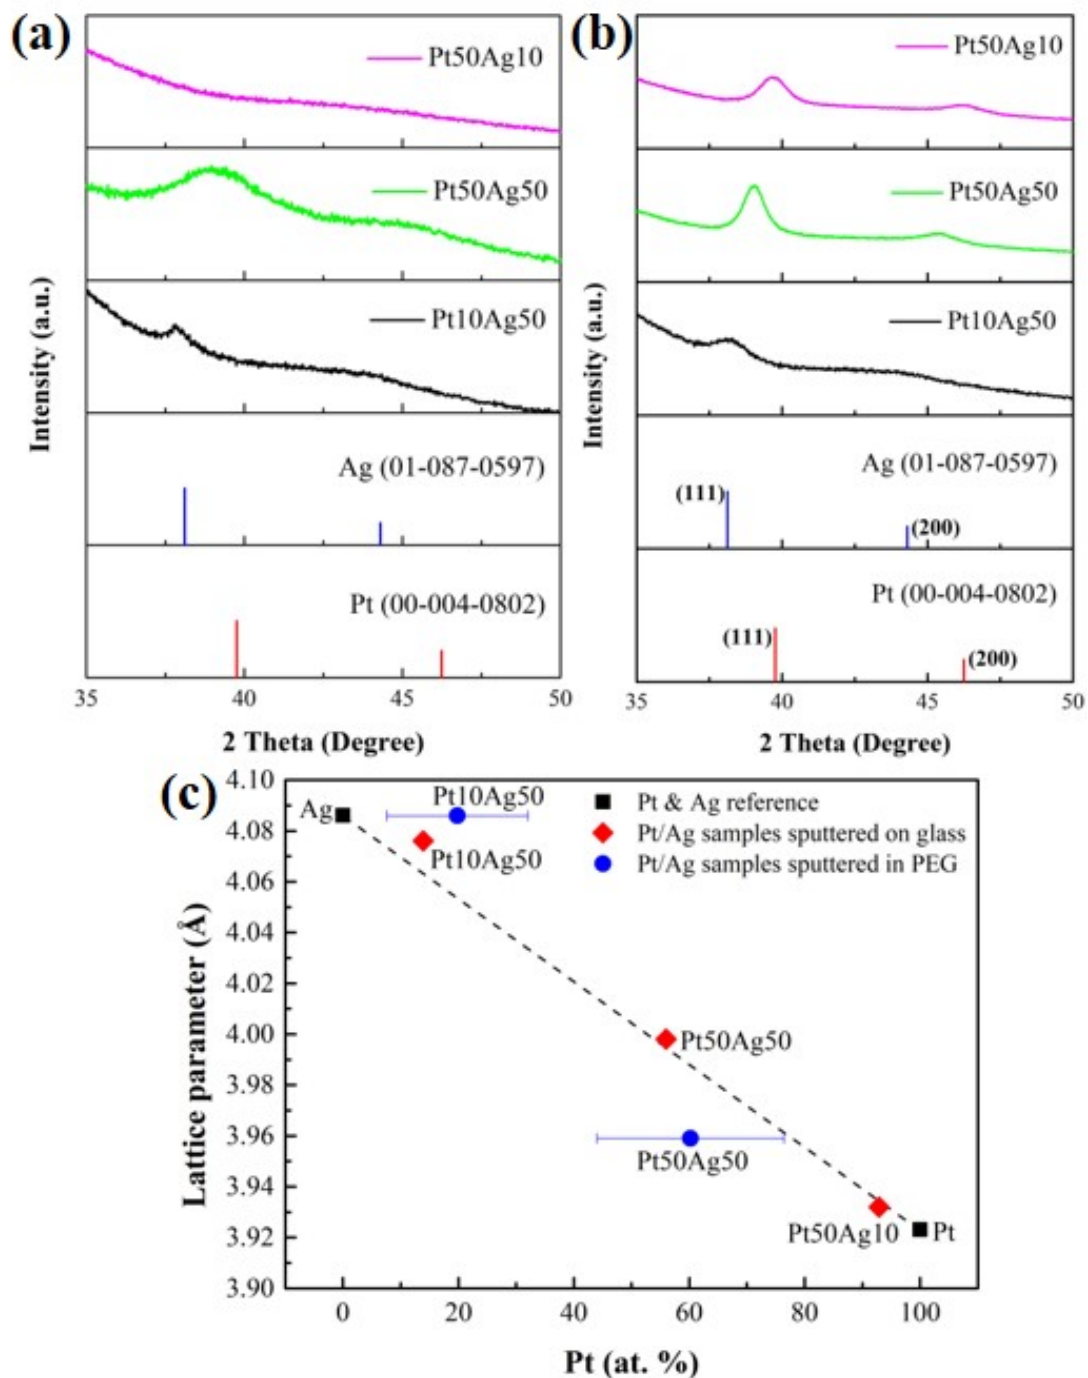 (a)
Pt50Ag10
Pt50Ag50
Pt10Ag50
Ag (01-087-0597)
Pt (00-004-0802)
Intensity (a.u.)
35 40 45 50
2 Theta (Degree)
(b)
Pt50Ag10
Pt50Ag50
Pt10Ag50
Ag (01-087-0597)
(111)
(200)
Pt (00-004-0802)
(111)
(200)
Intensity (a.u.)
35 40 45 50
2 Theta (Degree)
(c)
4.10
4.08
4.06
4.04
4.02
4.00
3.98
3.96
3.94
3.92
3.90
Lattice parameter (Å)
Ag
Pt10Ag50
Pt10Ag50
Pt & Ag reference
Pt/Ag samples sputtered on glass
Pt/Ag samples sputtered in PEG
Pt50Ag50
Pt50Ag50
Pt50Ag10
Pt
0 20 40 60 80 100
Pt (at. %)